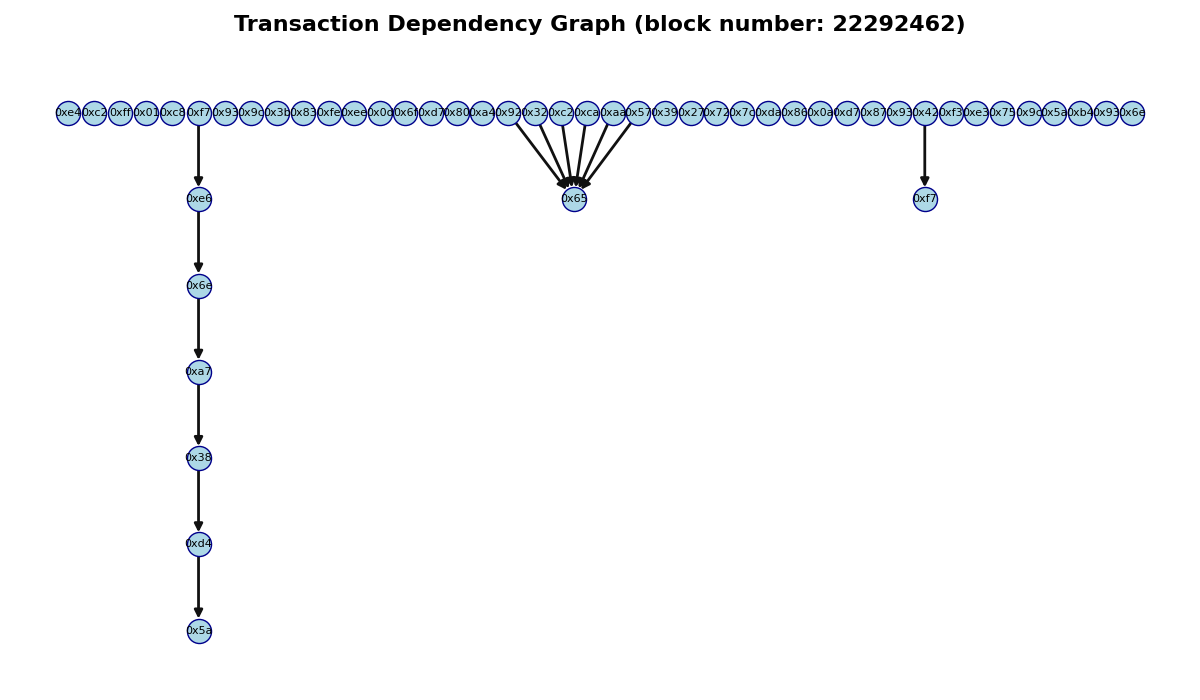 Transaction Dependency Graph (block number: 22292462)
0xe4 0xc2 0xff 0x01 0xc8 0xf7 0x93 0x9c 0x3b 0x83 0xfe 0xee 0x0d 0x6f 0xd7 0x80 0xa4 0x92 0x32 0xc2 0xca 0xaa 0x57 0x39 0x27 0x72 0x7c 0xda 0x86 0x0a 0xd7 0x87 0x93 0x42 0xf3 0xe3 0x75 0x9c 0x5a 0xb4 0x93 0x6e
0xe6 0x65 0xf7
0x6e
0xa7
0x38
0xd4
0x5a